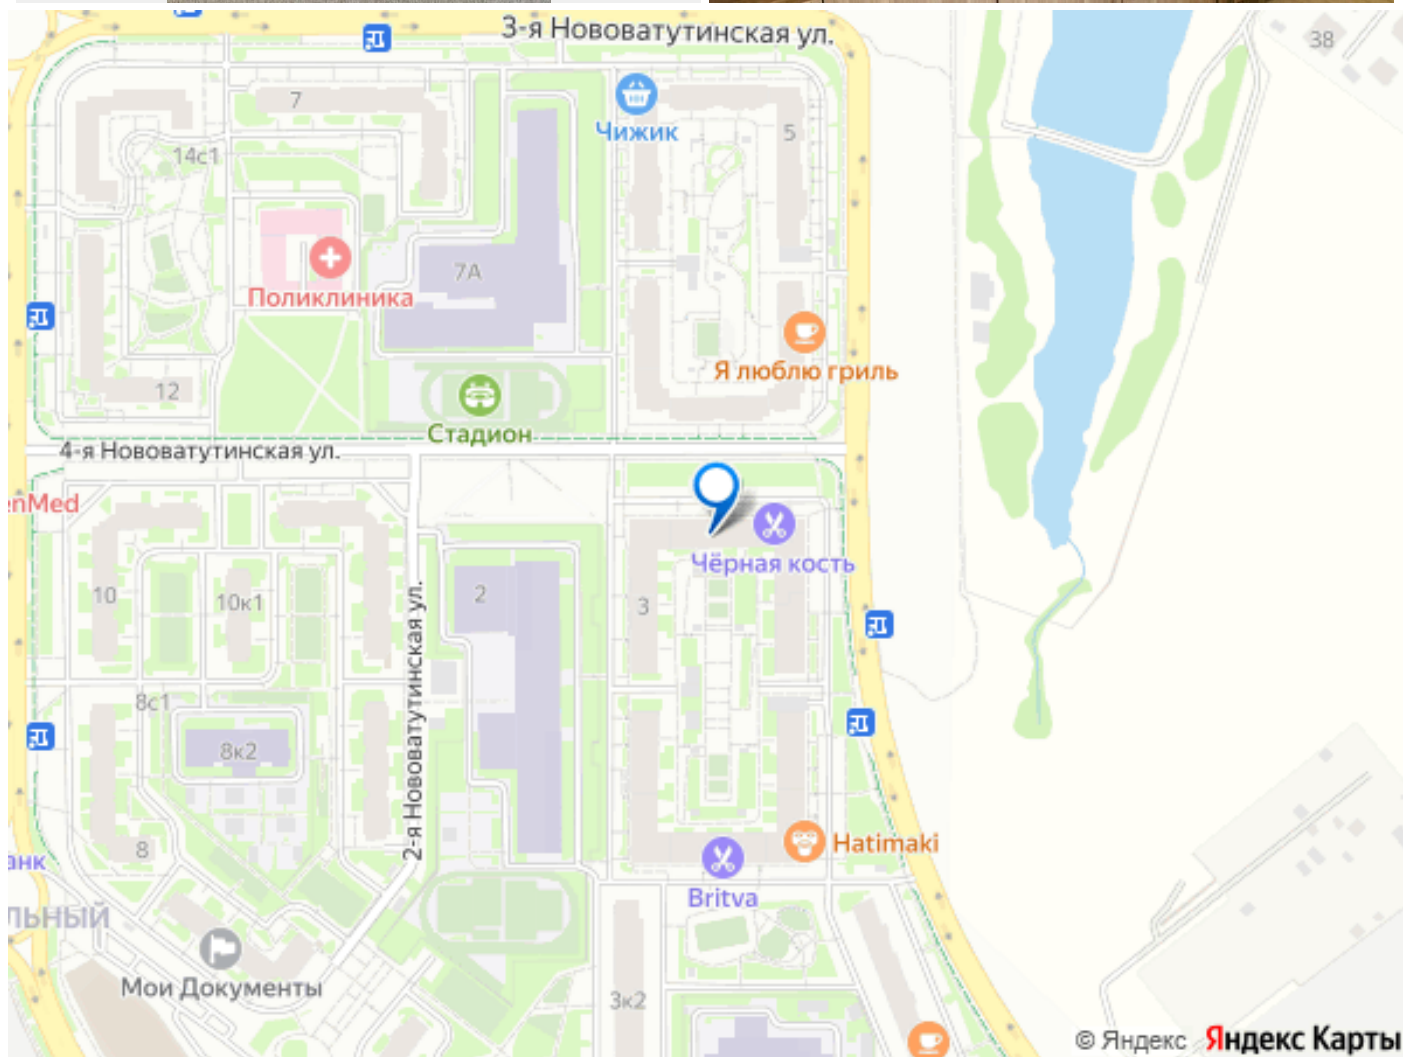 3-я Нововатутинская ул.
38
7
Чижик
5
14с1
7А
Поликлиника
Я люблю гриль
12
Стадион
4-я Нововатутинская ул.
enMed
Чёрная кость
10
10к1
2
3
2-я Нововатутинская ул.
8с1
8к2
8
Hatimaki
анк
Britva
ЛЬНЫЙ
Мои Документы
3к2
© Яндекс Яндекс Карты